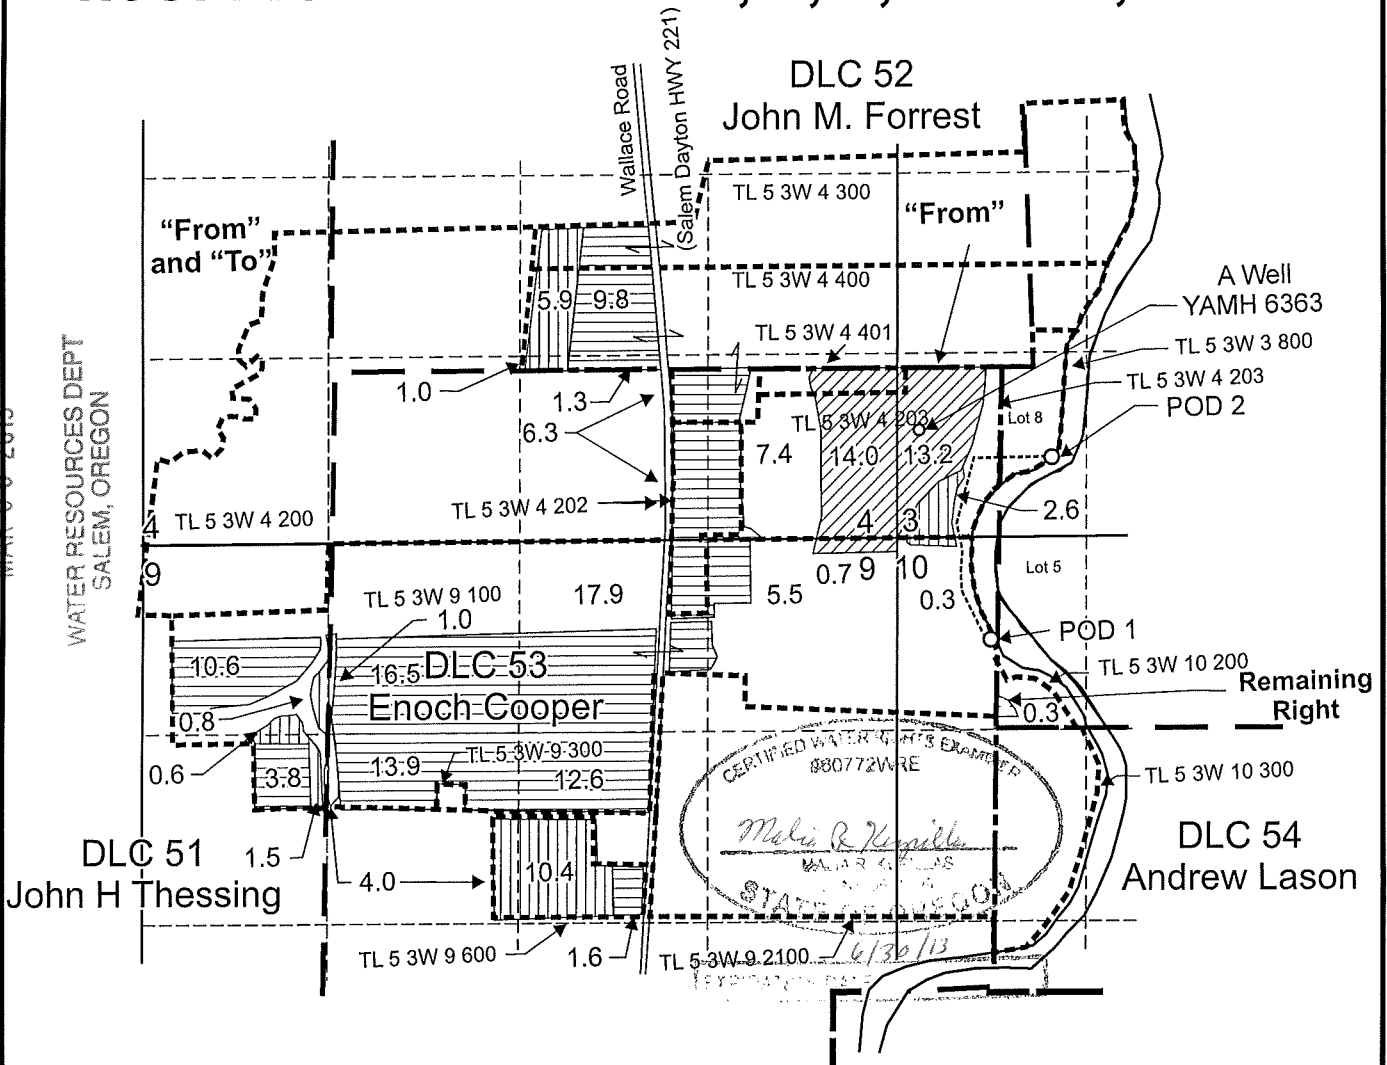 DLC 52
John M. Forrest
Wallace Road
(Salem Dayton HWY 221)
TL 5 3W 4 300
“From”
and “To”
“From”
TL 5 3W 4 400
A Well
YAMH 6363
5.9
9.8
TL 5 3W 4 401
TL 5 3W 3 800
1.0
1.3
TL 5 3W 4 203
POD 2
Lot 8
6.3
TL 5 3W 4 203
7.4
14.0
13.2
WATER RESOURCES DEPT
SALEM, OREGON
TL 5 3W 4 202
2.6
4
TL 5 3W 4 200
4
3
9
9
10
0.7
Lot 5
TL 5 3W 9 100
17.9
5.5
0.3
1.0
POD 1
10.6
16.5
DLC 53
Enoch Cooper
TL 5 3W 10 200
Remaining
Right
0.3
0.8
0.6
3.8
13.9
TL 5 3W 9 300
12.6
CERTIFIED WATER RIGHTS EXAMINER
TL 5 3W 10 300
DLC 51
John H Thessing
1.5
4.0
10.4
DLC 54
Andrew Lason
STATE OF OREGON
TL 5 3W 9 600
1.6
TL 5 3W 9 2100
6/30/13